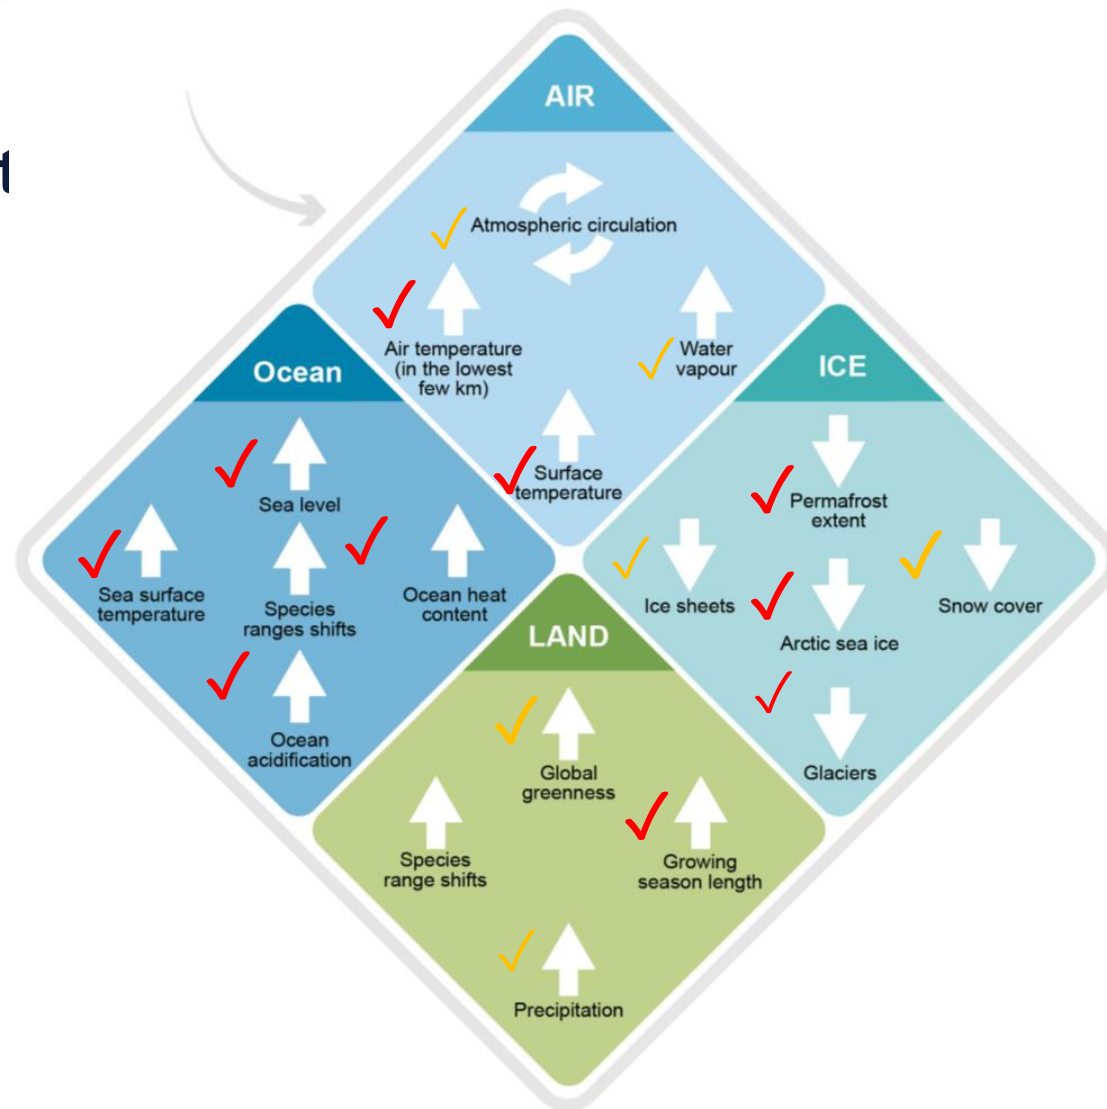 AIR
Atmospheric circulation
Air temperature
(in the lowest
few km)
Water
vapour
Surface
temperature
Ocean
Sea level
Sea surface
temperature
Species
ranges shifts
Ocean heat
content
Ocean
acidification
ICE
Permafrost
extent
Ice sheets
Snow cover
Arctic sea ice
Glaciers
LAND
Global
greenness
Species
range shifts
Growing
season length
Precipitation